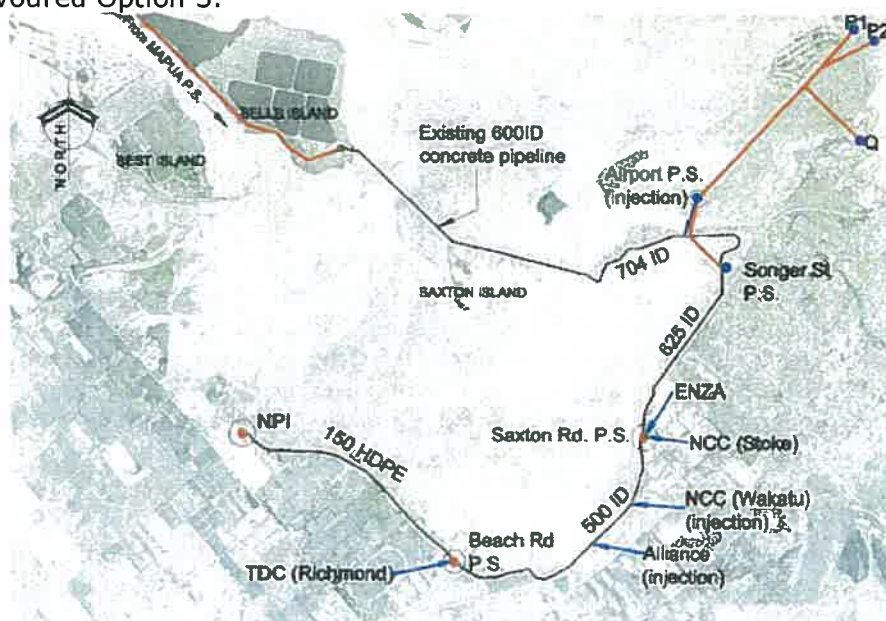 voured Option 3.
From MAPUA P.S.
NORTH
BELLS ISLAND
BEST ISLAND
Existing 600ID
concrete pipeline
P1
P2
Q
Airport P.S.
(injection)
704 ID
SAXTON ISLAND
Songer St.
P.S.
625 ID
ENZA
NPI
150 HDPE
Saxton Rd. P.S.
NCC (Stoke)
500 ID
NCC (Wakatu)
(injection)
Beach Rd
P.S.
TDC (Richmond)
Alliance
(injection)